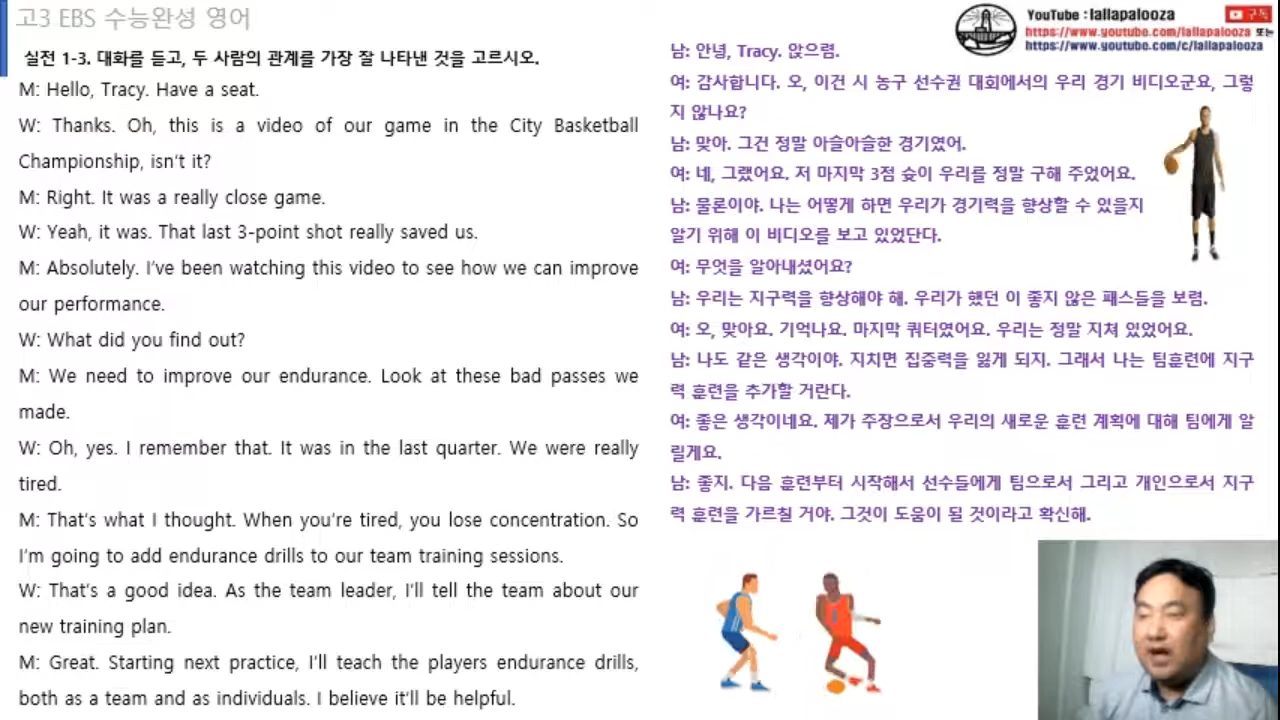 고3 EBS 수능완성 영어
실전 1-3. 대화를 듣고, 두 사람의 관계를 가장 잘 나타낸 것을 고르시오.
M: Hello, Tracy. Have a seat.
W: Thanks. Oh, this is a video of our game in the City Basketball
Championship, isn't it?
M: Right. It was a really close game.
W: Yeah, it was. That last 3-point shot really saved us.
M: Absolutely. I've been watching this video to see how we can improve
our performance.
W: What did you find out?
M: We need to improve our endurance. Look at these bad passes we
made.
W: Oh, yes. I remember that. It was in the last quarter. We were really
tired.
M: That's what I thought. When you're tired, you lose concentration. So
I'm going to add endurance drills to our team training sessions.
W: That's a good idea. As the team leader, I'll tell the team about our
new training plan.
M: Great. Starting next practice, I'll teach the players endurance drills,
both as a team and as individuals. I believe it'll be helpful.
YouTube : lallapalooza
구독
https://www.youtube.com/lallapalooza 또는
https://www.youtube.com/c/lallapalooza
남: 안녕, Tracy. 앉으렴.
여: 감사합니다. 오, 이건 시 농구 선수권 대회에서의 우리 경기 비디오군요, 그렇
지 않나요?
남: 맞아. 그건 정말 아슬아슬한 경기였어.
여: 네, 그랬어요. 저 마지막 3점 슛이 우리를 정말 구해 주었어요.
남: 물론이야. 나는 어떻게 하면 우리가 경기력을 향상할 수 있을지
알기 위해 이 비디오를 보고 있었단다.
여: 무엇을 알아내셨어요?
남: 우리는 지구력을 향상해야 해. 우리가 했던 이 좋지 않은 패스들을 보렴.
여: 오, 맞아요. 기억나요. 마지막 쿼터였어요. 우리는 정말 지쳐 있었어요.
남: 나도 같은 생각이야. 지치면 집중력을 잃게 되지. 그래서 나는 팀훈련에 지구
력 훈련을 추가할 거란다.
여: 좋은 생각이네요. 제가 주장으로서 우리의 새로운 훈련 계획에 대해 팀에게 알
릴게요.
남: 좋지. 다음 훈련부터 시작해서 선수들에게 팀으로서 그리고 개인으로서 지구
력 훈련을 가르칠 거야. 그것이 도움이 될 것이라고 확신해.